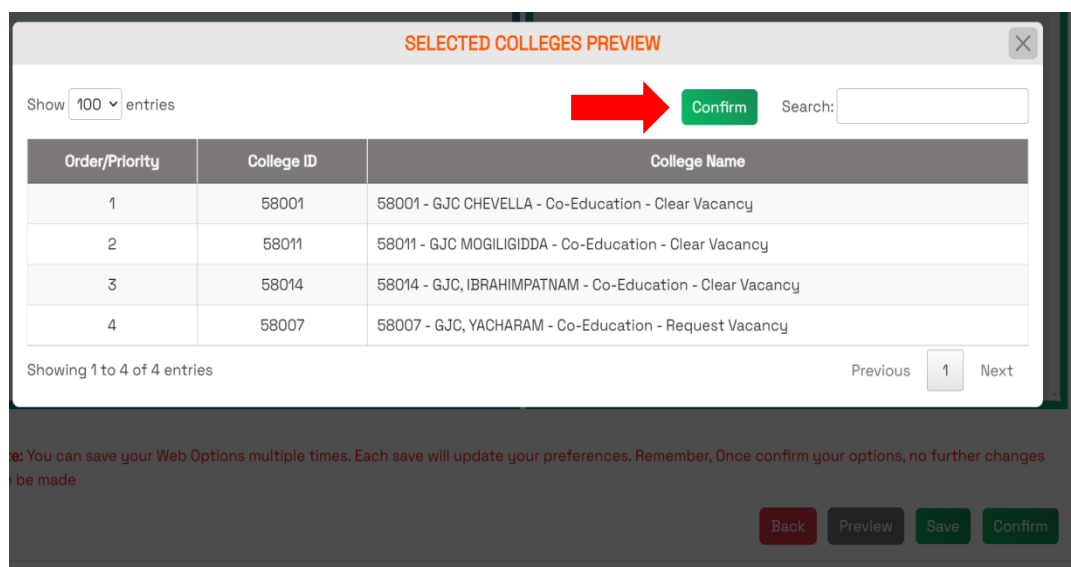 SELECTED COLLEGES PREVIEW
Show 100 entries
Confirm
Search:
Order/Priority College ID College Name
1 58001 58001 - GJC CHEVELLA - Co-Education - Clear Vacancy
2 58011 58011 - GJC MOGILIGIDDA - Co-Education - Clear Vacancy
3 58014 58014 - GJC, IBRAHIMPATNAM - Co-Education - Clear Vacancy
4 58007 58007 - GJC, YACHARAM - Co-Education - Request Vacancy
Showing 1 to 4 of 4 entries
Previous 1 Next
te: You can save your Web Options multiple times. Each save will update your preferences. Remember, Once confirm your options, no further changes
be made
Back Preview Save Confirm